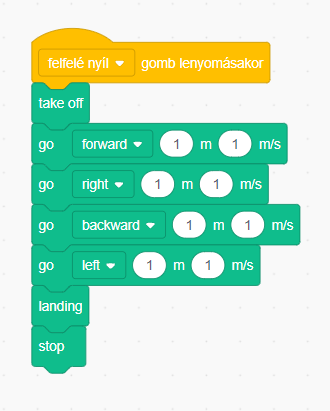 felfelé nyíl gomb lenyomásakor
take off
go forward 1 m 1 m/s
go right 1 m 1 m/s
go backward 1 m 1 m/s
go left 1 m 1 m/s
landing
stop